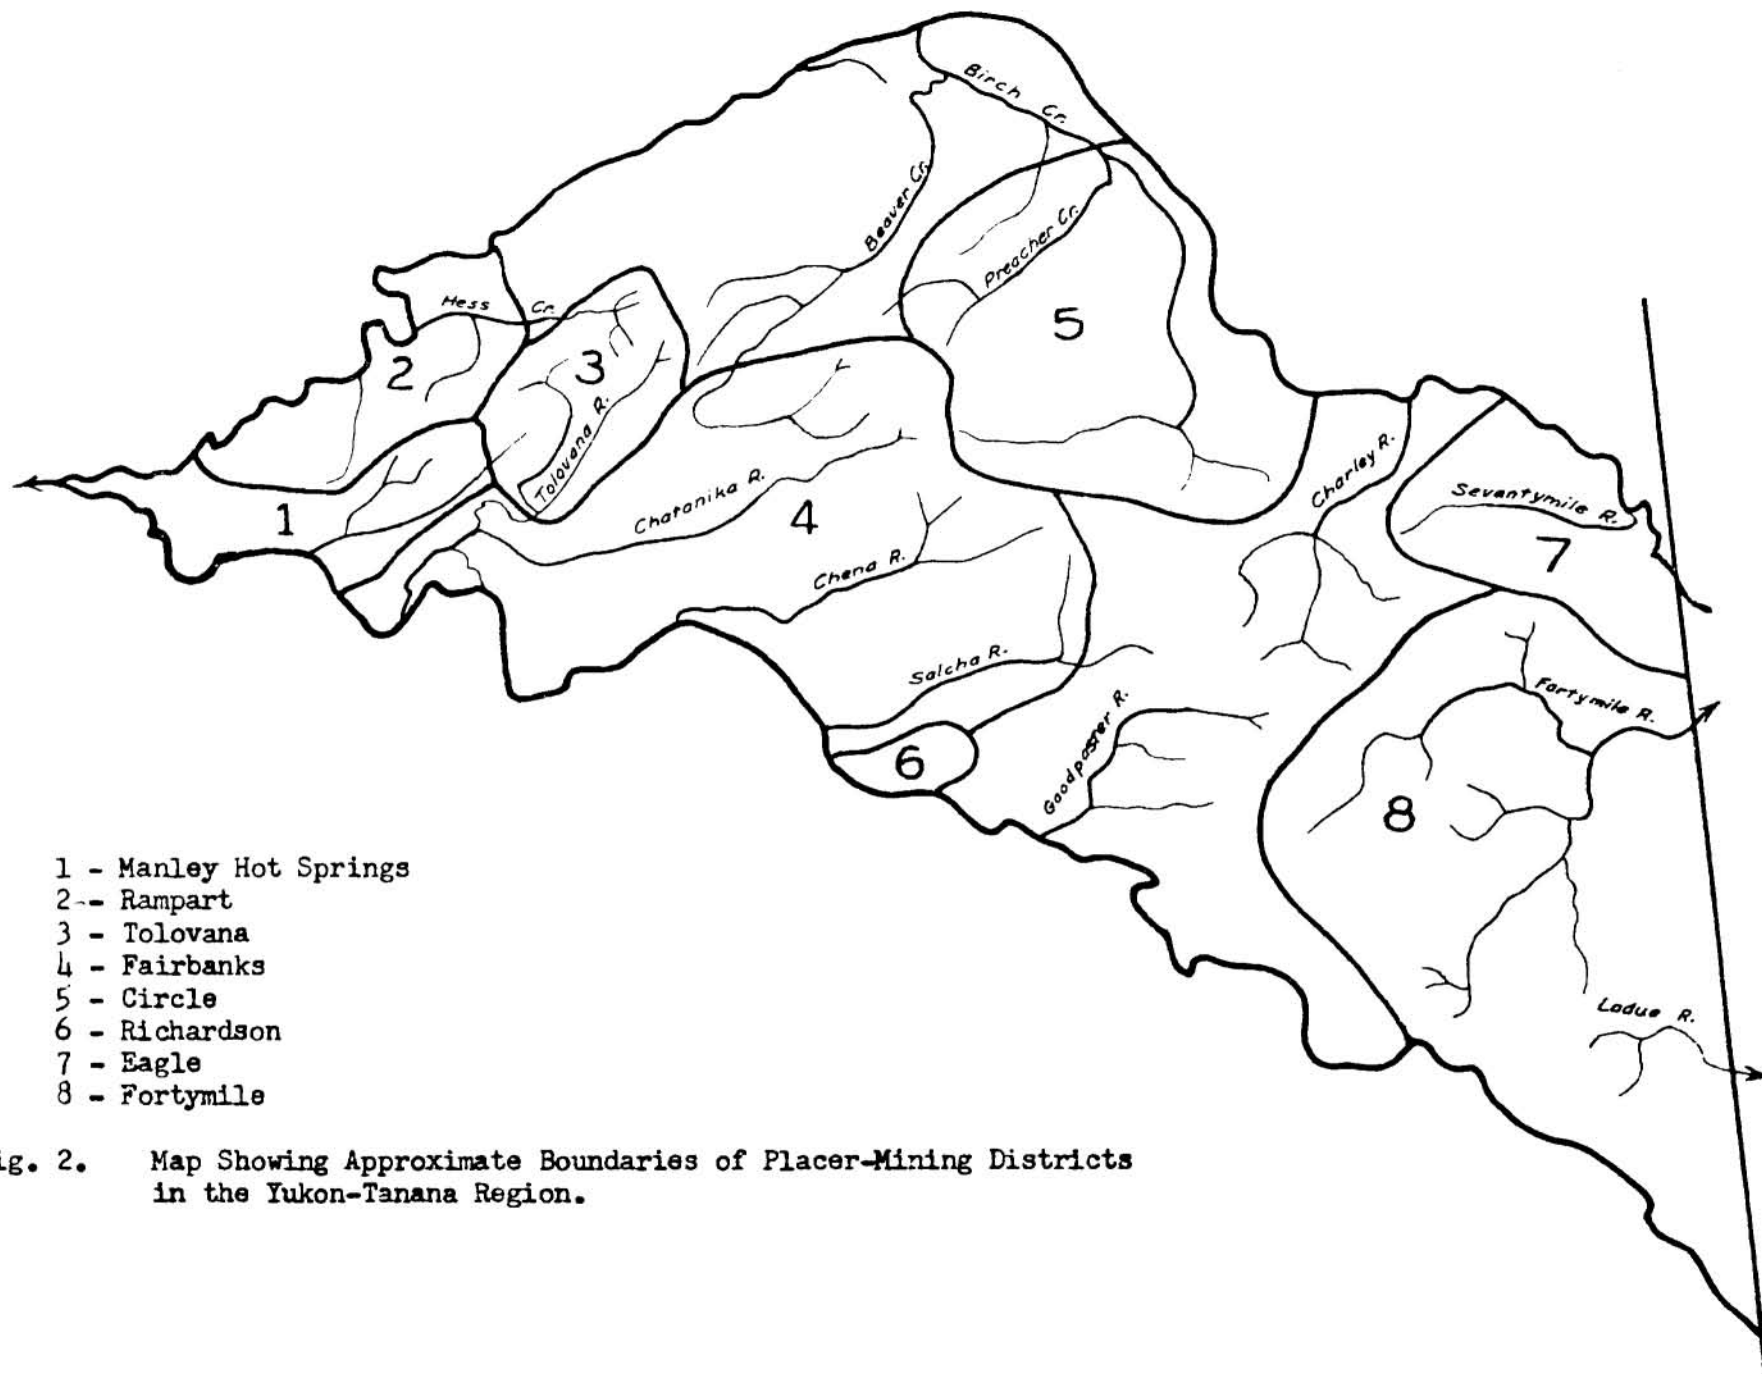 Birch Cr.
Beaver Cr.
Preacher Cr.
Hess Cr.
5
3
2
Tolovana R.
Charley R.
Chatanika R.
4
1
Seventymile R.
7
Chena R.
Salcha R.
Fortymile R.
Goodpaster R.
6
8
Ladue R.
1 - Manley Hot Springs
2 - Rampart
3 - Tolovana
4 - Fairbanks
5 - Circle
6 - Richardson
7 - Eagle
8 - Fortymile
ig. 2. Map Showing Approximate Boundaries of Placer-Mining Districts
in the Yukon-Tanana Region.